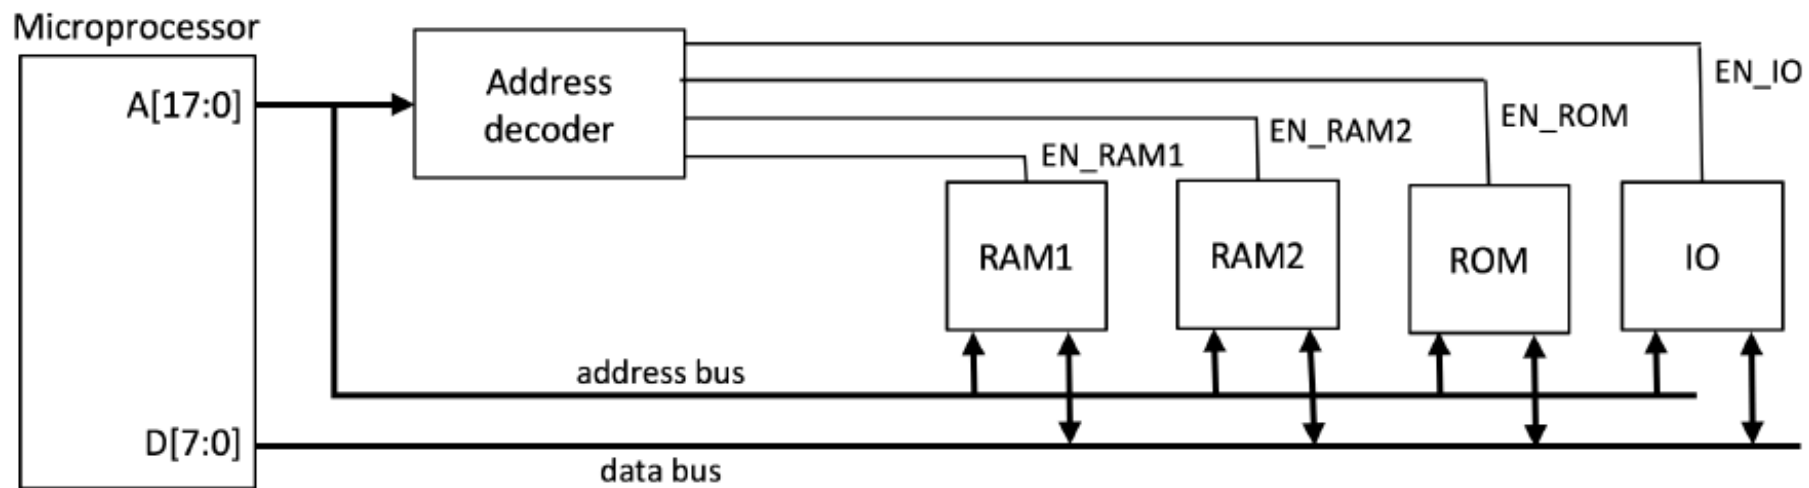 Microprocessor
A[17:0]
Address
decoder
EN_IO
EN_ROM
EN_RAM2
EN_RAM1
RAM1
RAM2
ROM
IO
address bus
D[7:0]
data bus